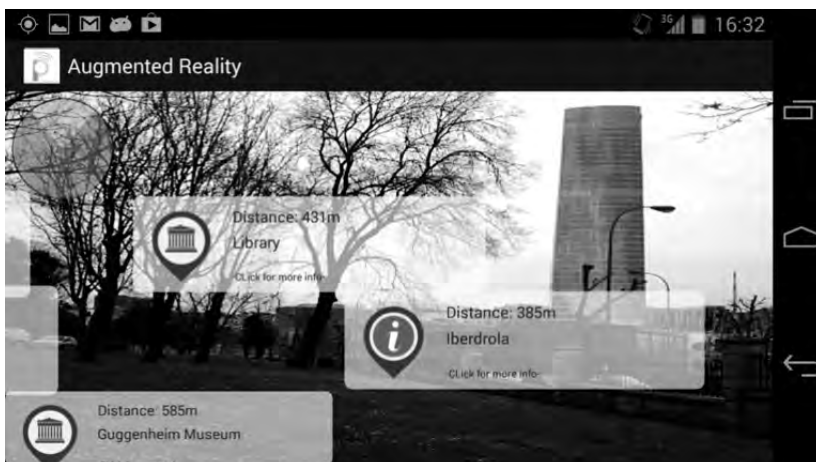 3G 16:32
Augmented Reality
Distance: 431m
Library
-CLick for more info-
Distance: 385m
Iberdrola
-CLick for more info-
Distance: 585m
Guggenheim Museum